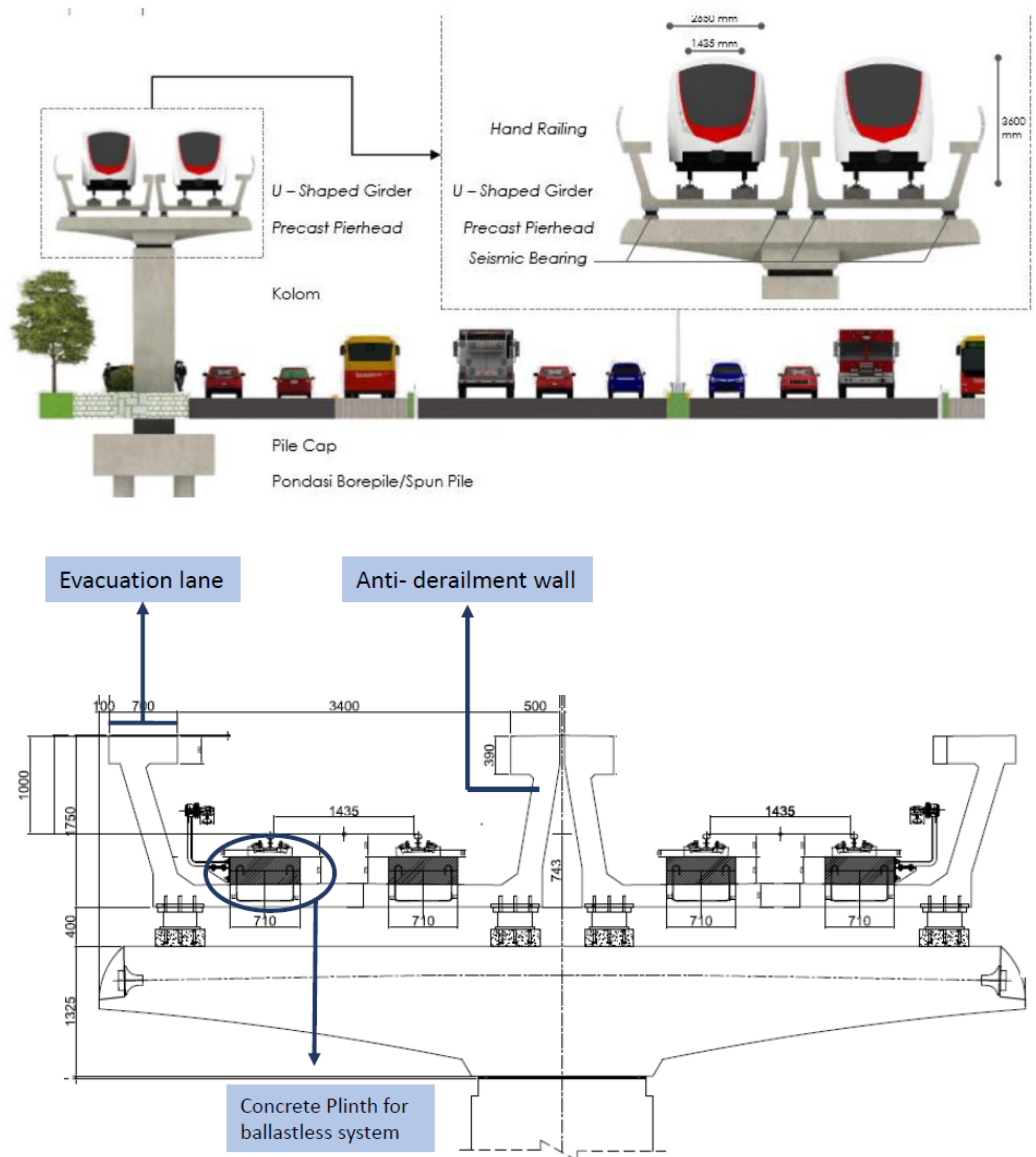 2650 mm
1435 mm
Hand Railing
3600
mm
U – Shaped Girder
U – Shaped Girder
Precast Pierhead
Precast Pierhead
Seismic Bearing
Kolom
Pile Cap
Pondasi Borepile/Spun Pile
Evacuation lane
Anti- derailment wall
100
700
3400
500
1000
390
1750
1435
1435
743
710
710
710
400
1325
Concrete Plinth for
ballastless system